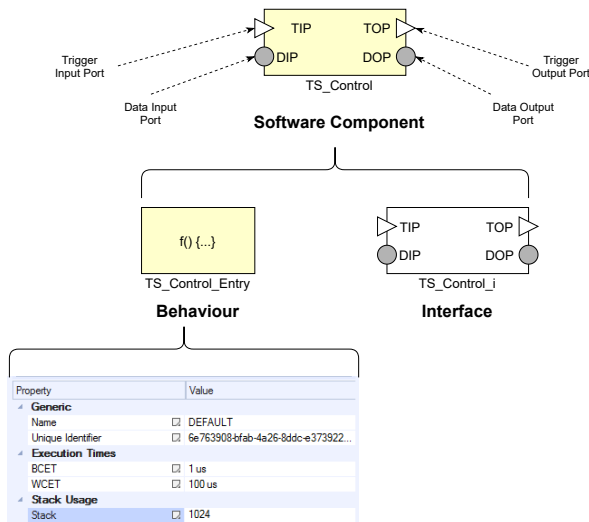 TIP TOP
Trigger
Input Port
Trigger
Output Port
DIP DOP
TS_Control
Data Input
Port
Data Output
Port
Software Component
f() {...}
TS_Control_Entry
TIP TOP
DIP DOP
TS_Control_i
Behaviour
Interface
Property Value
Generic
Name DEFAULT
Unique Identifier 6e763908-bfab-4a26-8ddc-e373922...
Execution Times
BCET 1 us
WCET 100 us
Stack Usage
Stack 1024